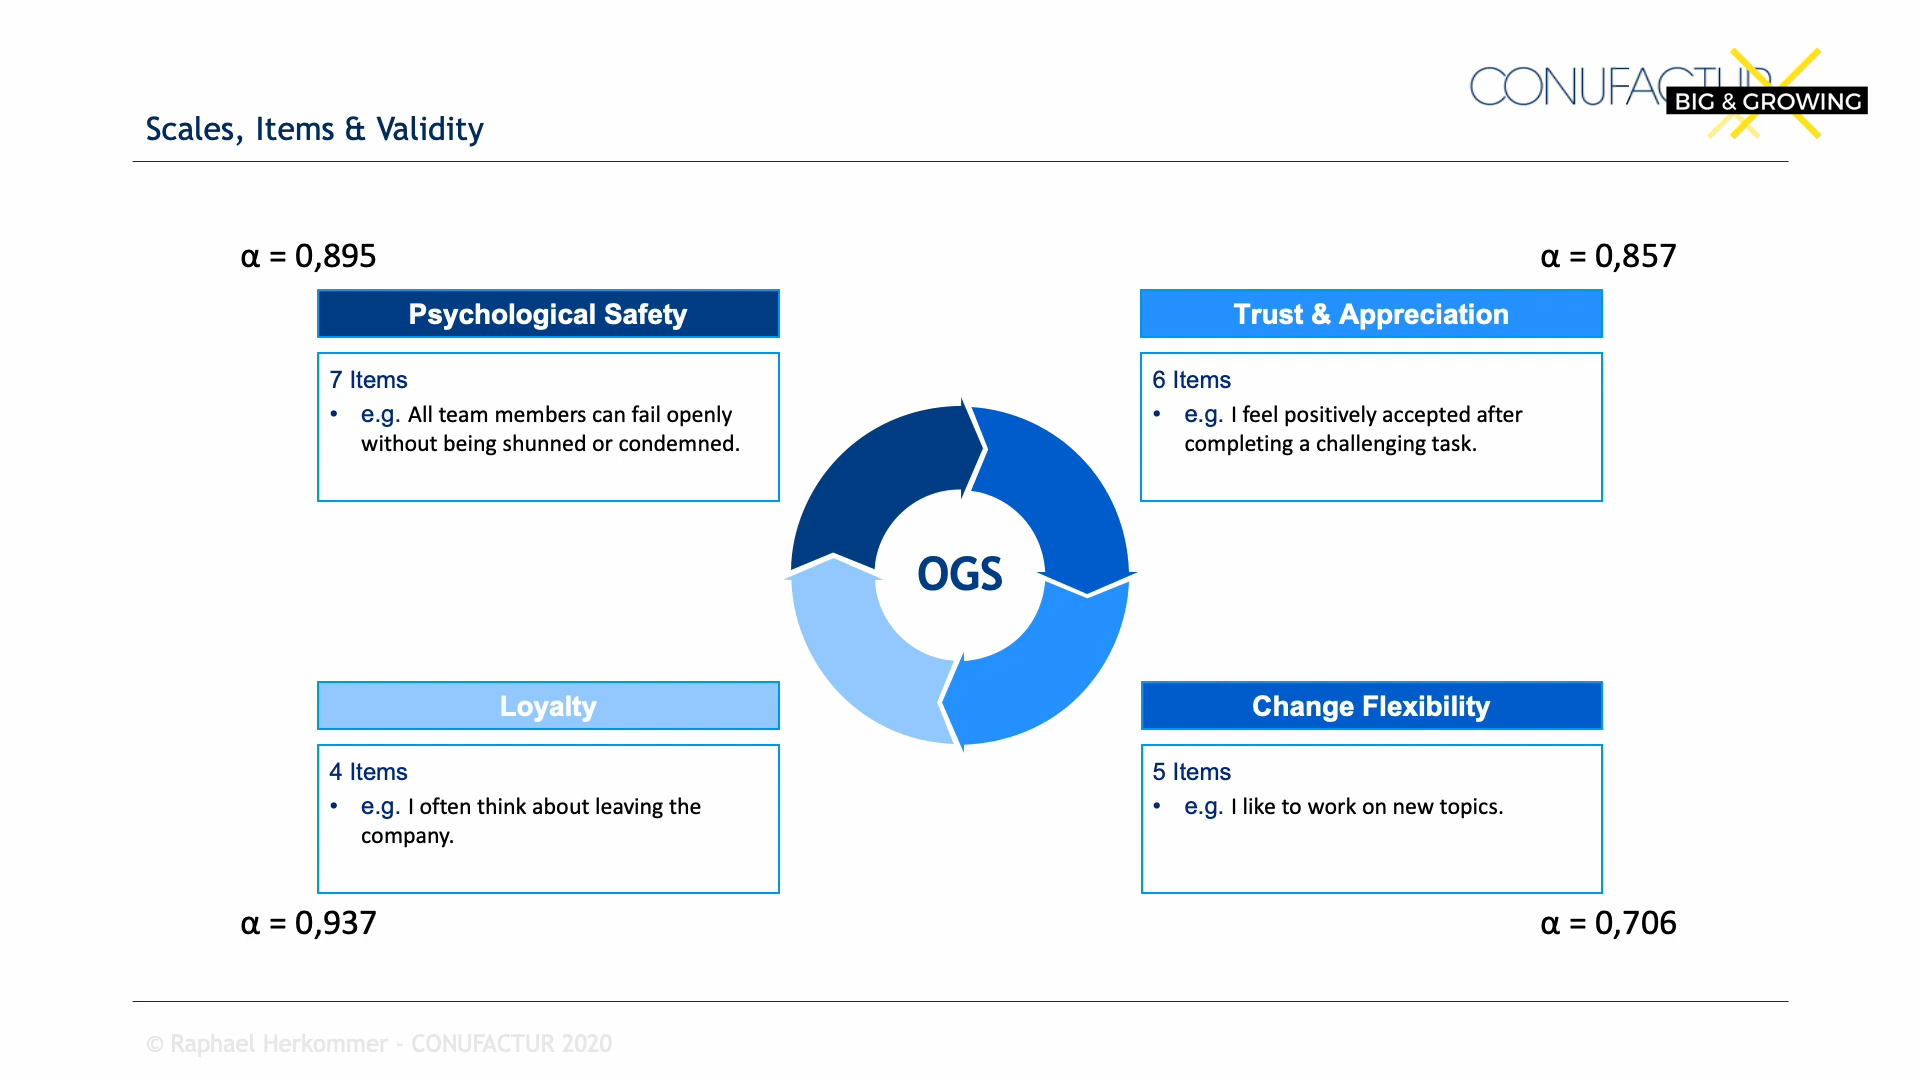 CONUFACTUR
BIG & GROWING
Scales, Items & Validity
α = 0,895
Psychological Safety
7 Items
• e.g. All team members can fail openly
without being shunned or condemned.
α = 0,857
Trust & Appreciation
6 Items
• e.g. I feel positively accepted after
completing a challenging task.
OGS
Loyalty
4 Items
• e.g. I often think about leaving the
company.
α = 0,937
Change Flexibility
5 Items
• e.g. I like to work on new topics.
α = 0,706
© Raphael Herkommer - CONUFACTUR 2020